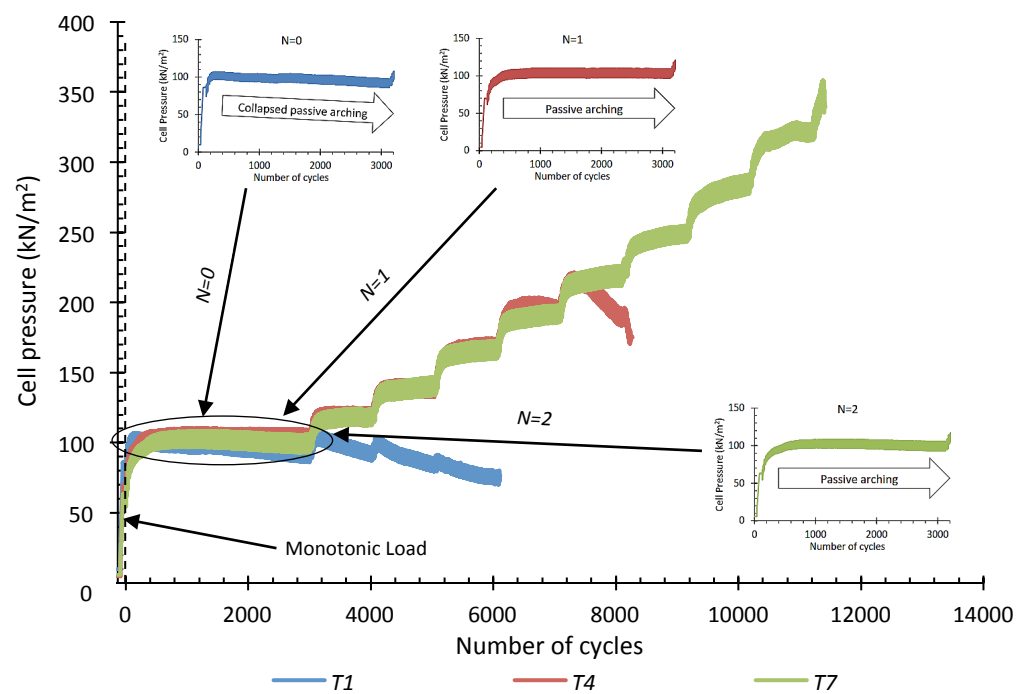 400
350
300
250
200
150
100
50
0
Cell pressure (kN/m²)
0
2000
4000
6000
8000
10000
12000
14000
Number of cycles
T1
T4
T7
N=0
150
100
50
0
Cell Pressure (kN/m²)
Collapsed passive arching
0
1000
2000
3000
Number of cycles
N=1
150
100
50
0
Cell Pressure (kN/m²)
Passive arching
0
1000
2000
3000
Number of cycles
N=2
150
100
50
0
Cell Pressure (kN/m²)
Passive arching
0
1000
2000
3000
Number of cycles
N=0
N=1
N=2
Monotonic Load